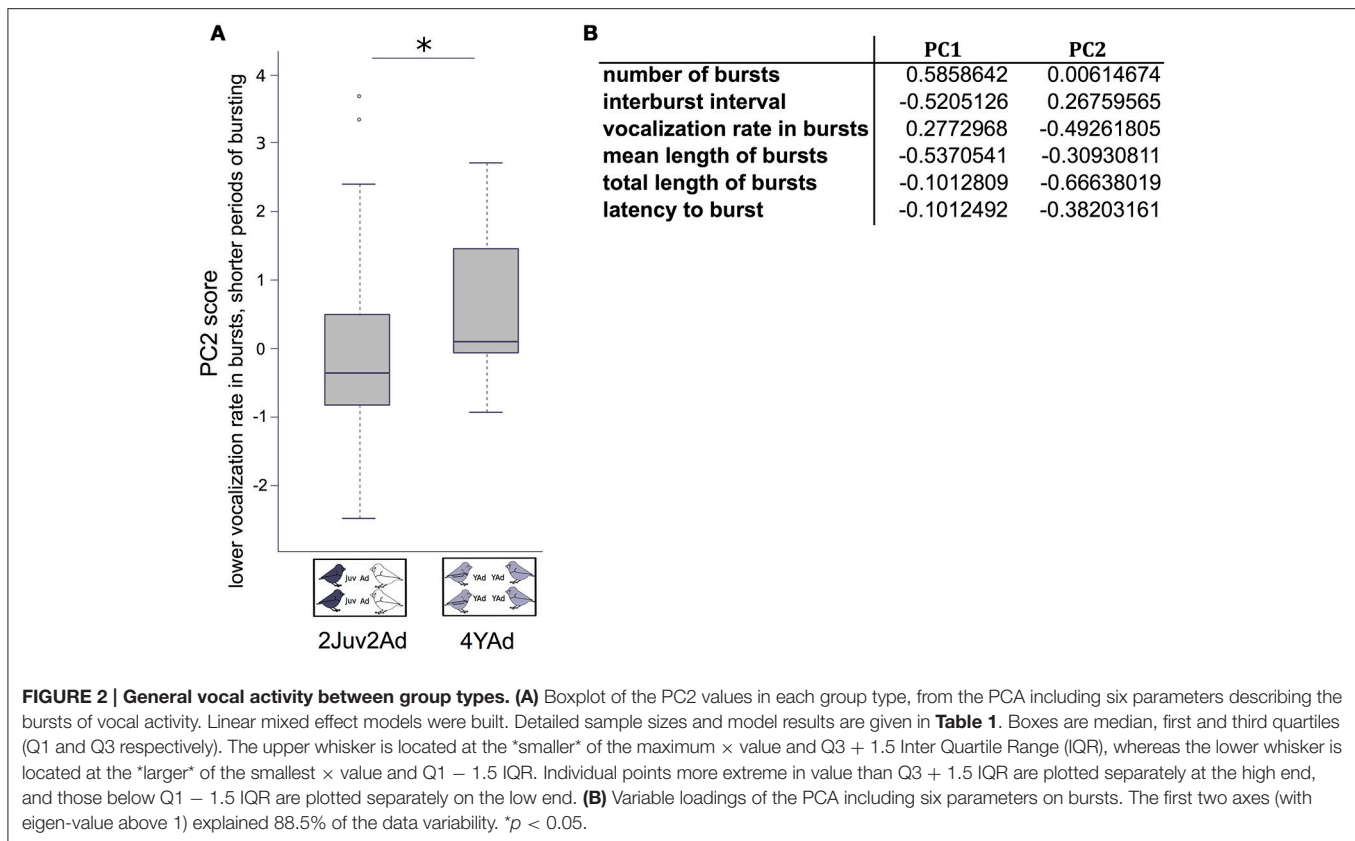 A
*
PC2 score
lower vocalization rate in bursts, shorter periods of bursting
4
3
2
1
0
-1
-2
Juv Ad
Juv Ad
YAd YAd
YAd YAd
2Juv2Ad
4YAd
B
PC1 PC2
number of bursts 0.5858642 0.00614674
interburst interval -0.5205126 0.26759565
vocalization rate in bursts 0.2772968 -0.49261805
mean length of bursts -0.5370541 -0.30930811
total length of bursts -0.1012809 -0.66638019
latency to burst -0.1012492 -0.38203161
FIGURE 2 | General vocal activity between group types. (A) Boxplot of the PC2 values in each group type, from the PCA including six parameters describing the
bursts of vocal activity. Linear mixed effect models were built. Detailed sample sizes and model results are given in Table 1. Boxes are median, first and third quartiles
(Q1 and Q3 respectively). The upper whisker is located at the *smaller* of the maximum × value and Q3 + 1.5 Inter Quartile Range (IQR), whereas the lower whisker is
located at the *larger* of the smallest × value and Q1 − 1.5 IQR. Individual points more extreme in value than Q3 + 1.5 IQR are plotted separately at the high end,
and those below Q1 − 1.5 IQR are plotted separately on the low end. (B) Variable loadings of the PCA including six parameters on bursts. The first two axes (with
eigen-value above 1) explained 88.5% of the data variability. *p < 0.05.